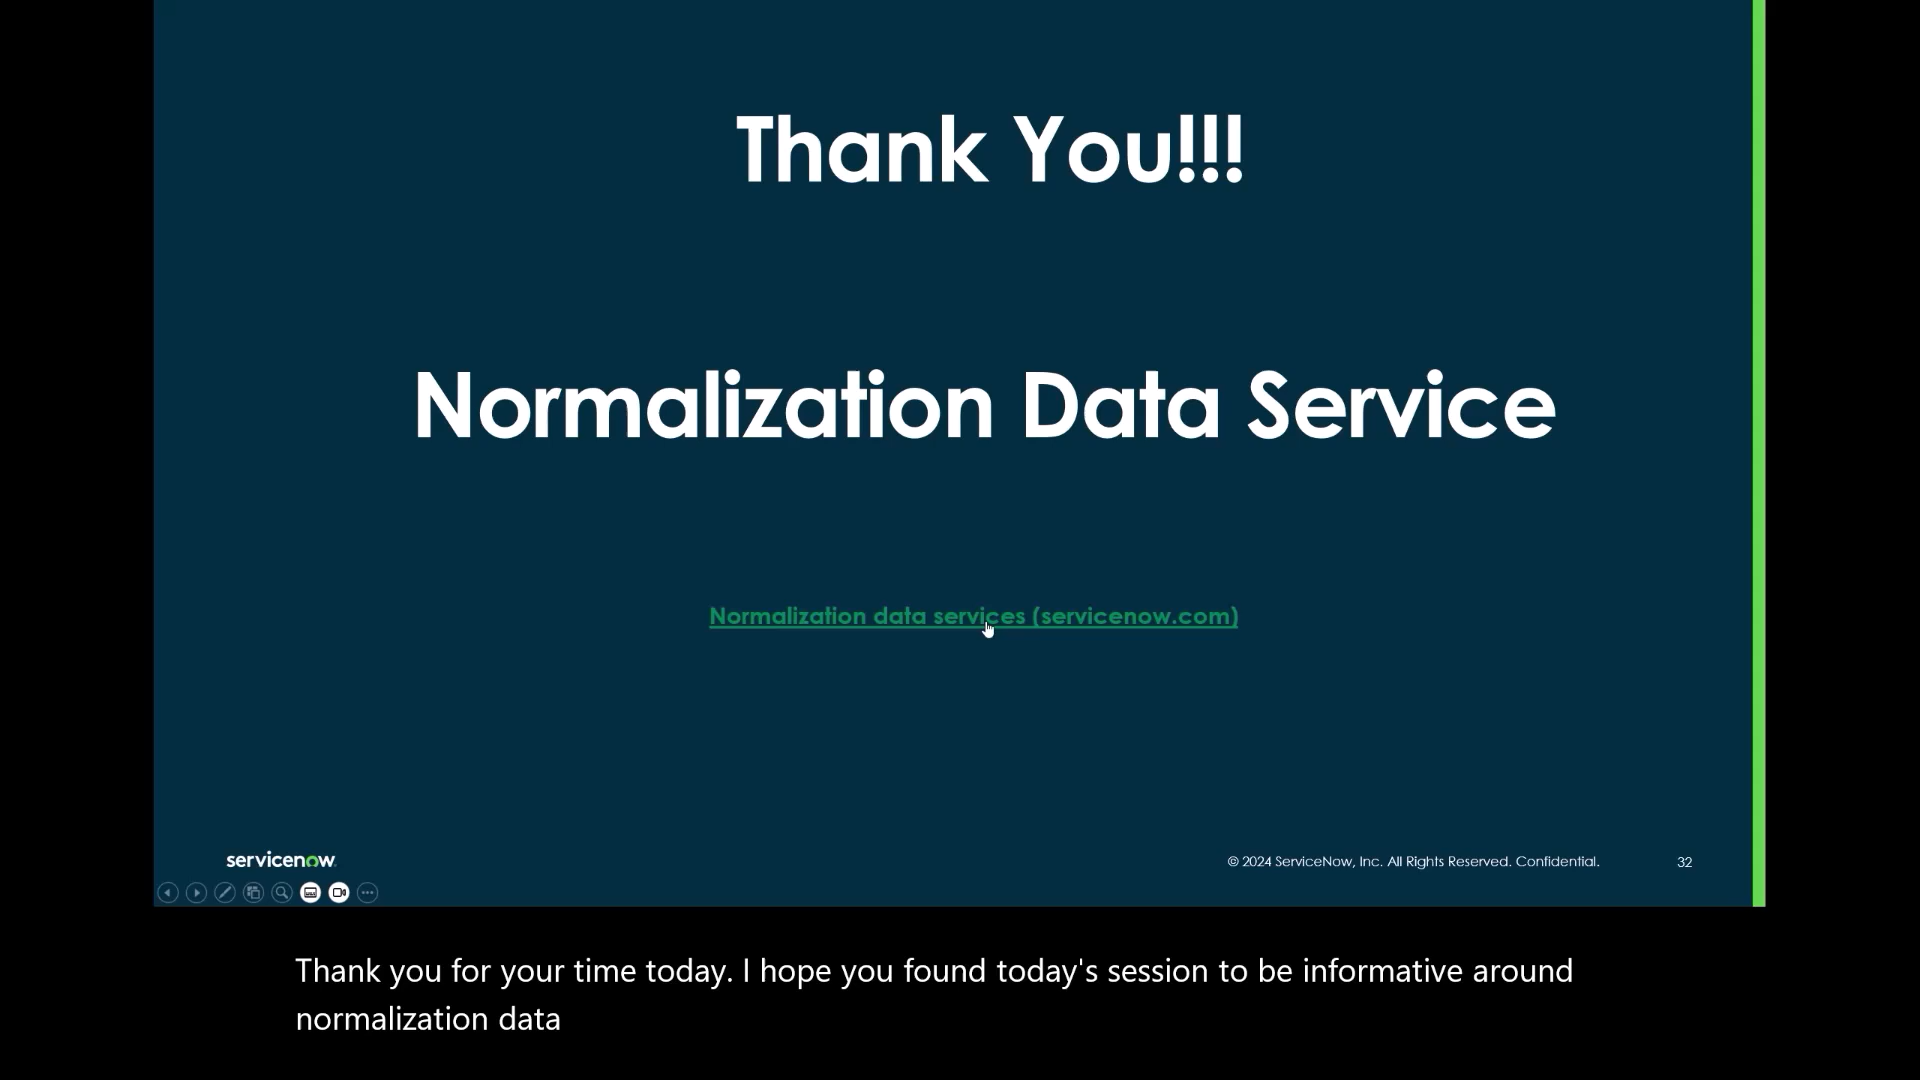 Thank You!!!
Normalization Data Service
Normalization data services (servicenow.com)
servicenow
© 2024 ServiceNow, Inc. All Rights Reserved. Confidential.
32
Thank you for your time today. I hope you found today's session to be informative around
normalization data